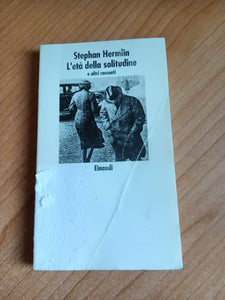 Stephan Hermlin
L'età della solitudine
e altri racconti
Einaudi